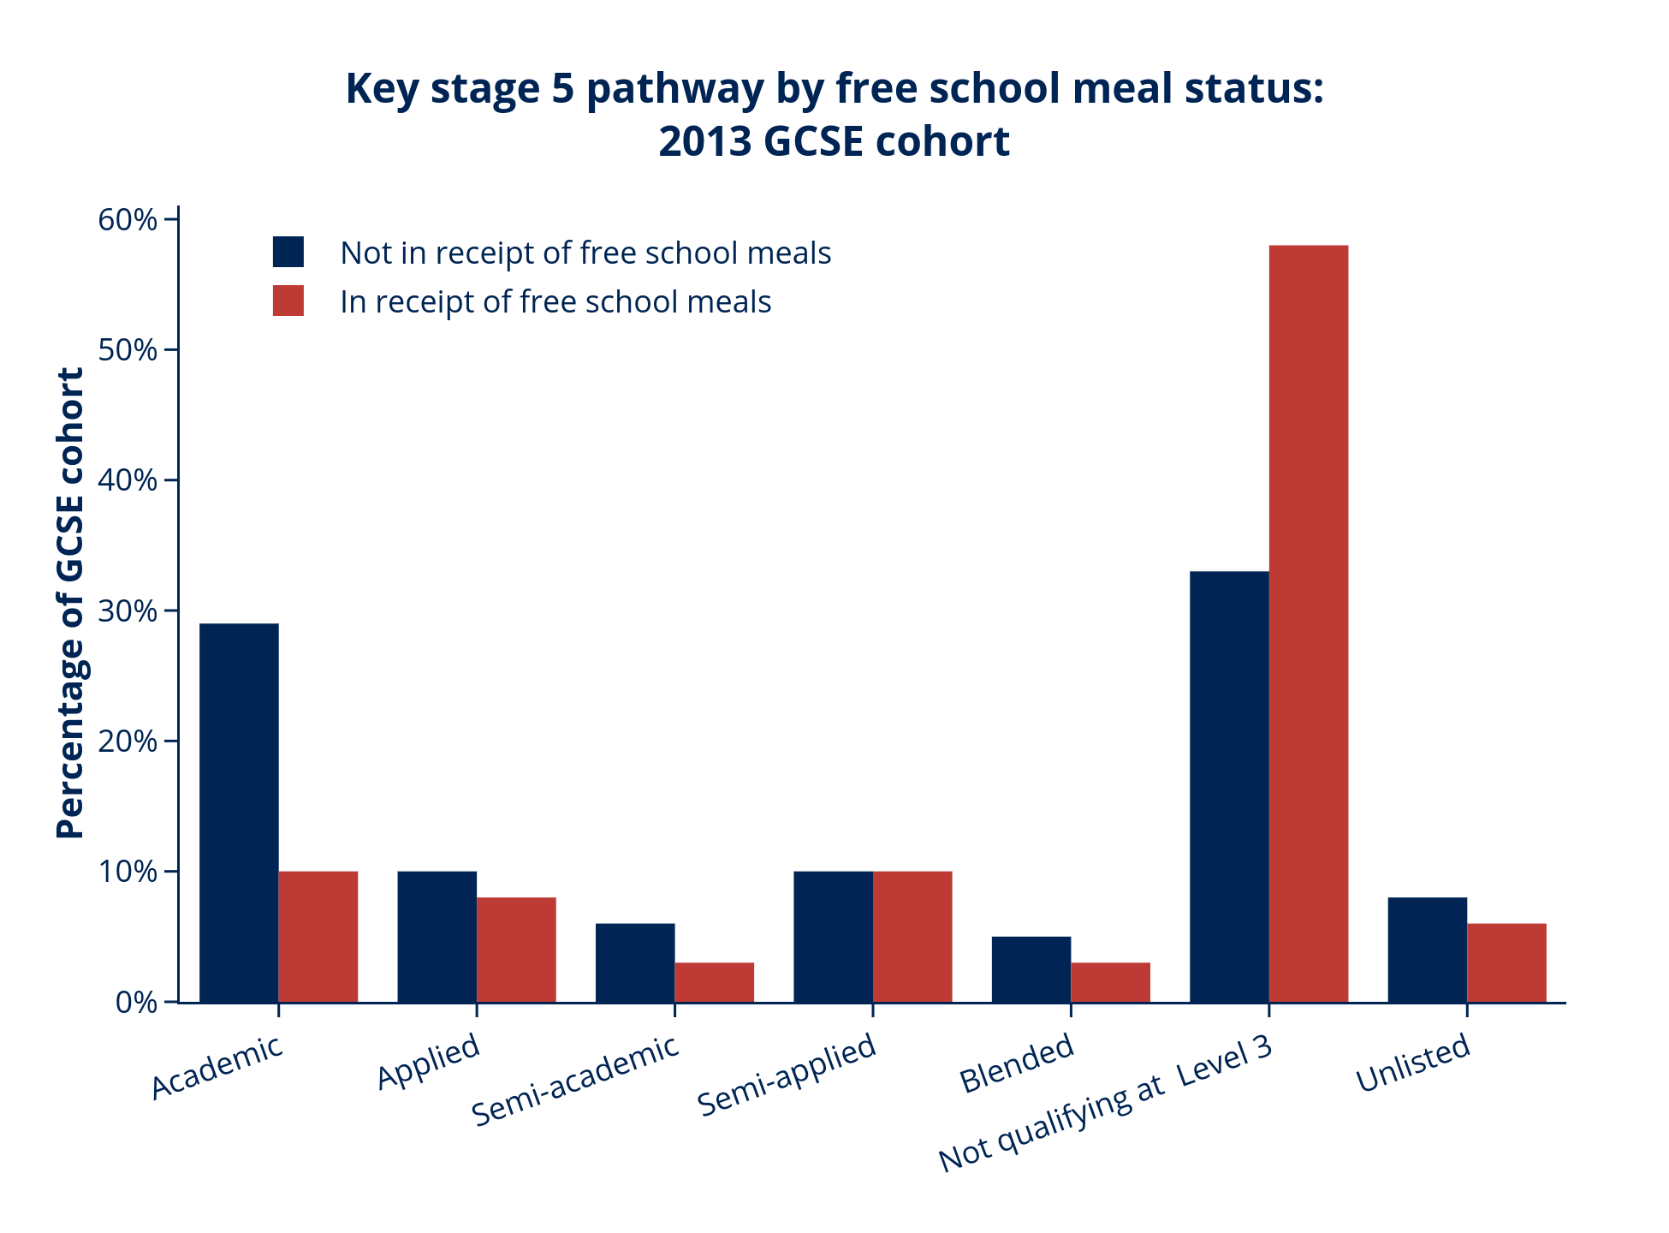 Key stage 5 pathway by free school meal status:
2013 GCSE cohort
Percentage of GCSE cohort
60%
50%
40%
30%
20%
10%
0%
Not in receipt of free school meals
In receipt of free school meals
Academic
Applied
Semi-academic
Semi-applied
Blended
Not qualifying at  Level 3
Unlisted